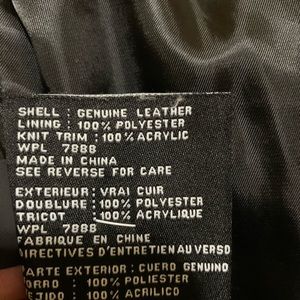 SHELL : GENUINE LEATHER
LINING : 100% POLYESTER
KNIT TRIM : 100% ACRYLIC
WPL 7888
MADE IN CHINA
SEE REVERSE FOR CARE
EXTERIEUR : VRAI CUIR
DOUBLURE : 100% POLYESTER
TRICOT : 100% ACRYLIQUE
WPL 7888
FABRIQUE EN CHINE
DIRECTIVES D'ENTRETIEN AU VERSO
PARTE EXTERIOR : CUERO GENUINO
FORRO : 100% POLIESTER
TEJIDO : 100% ACRILICO